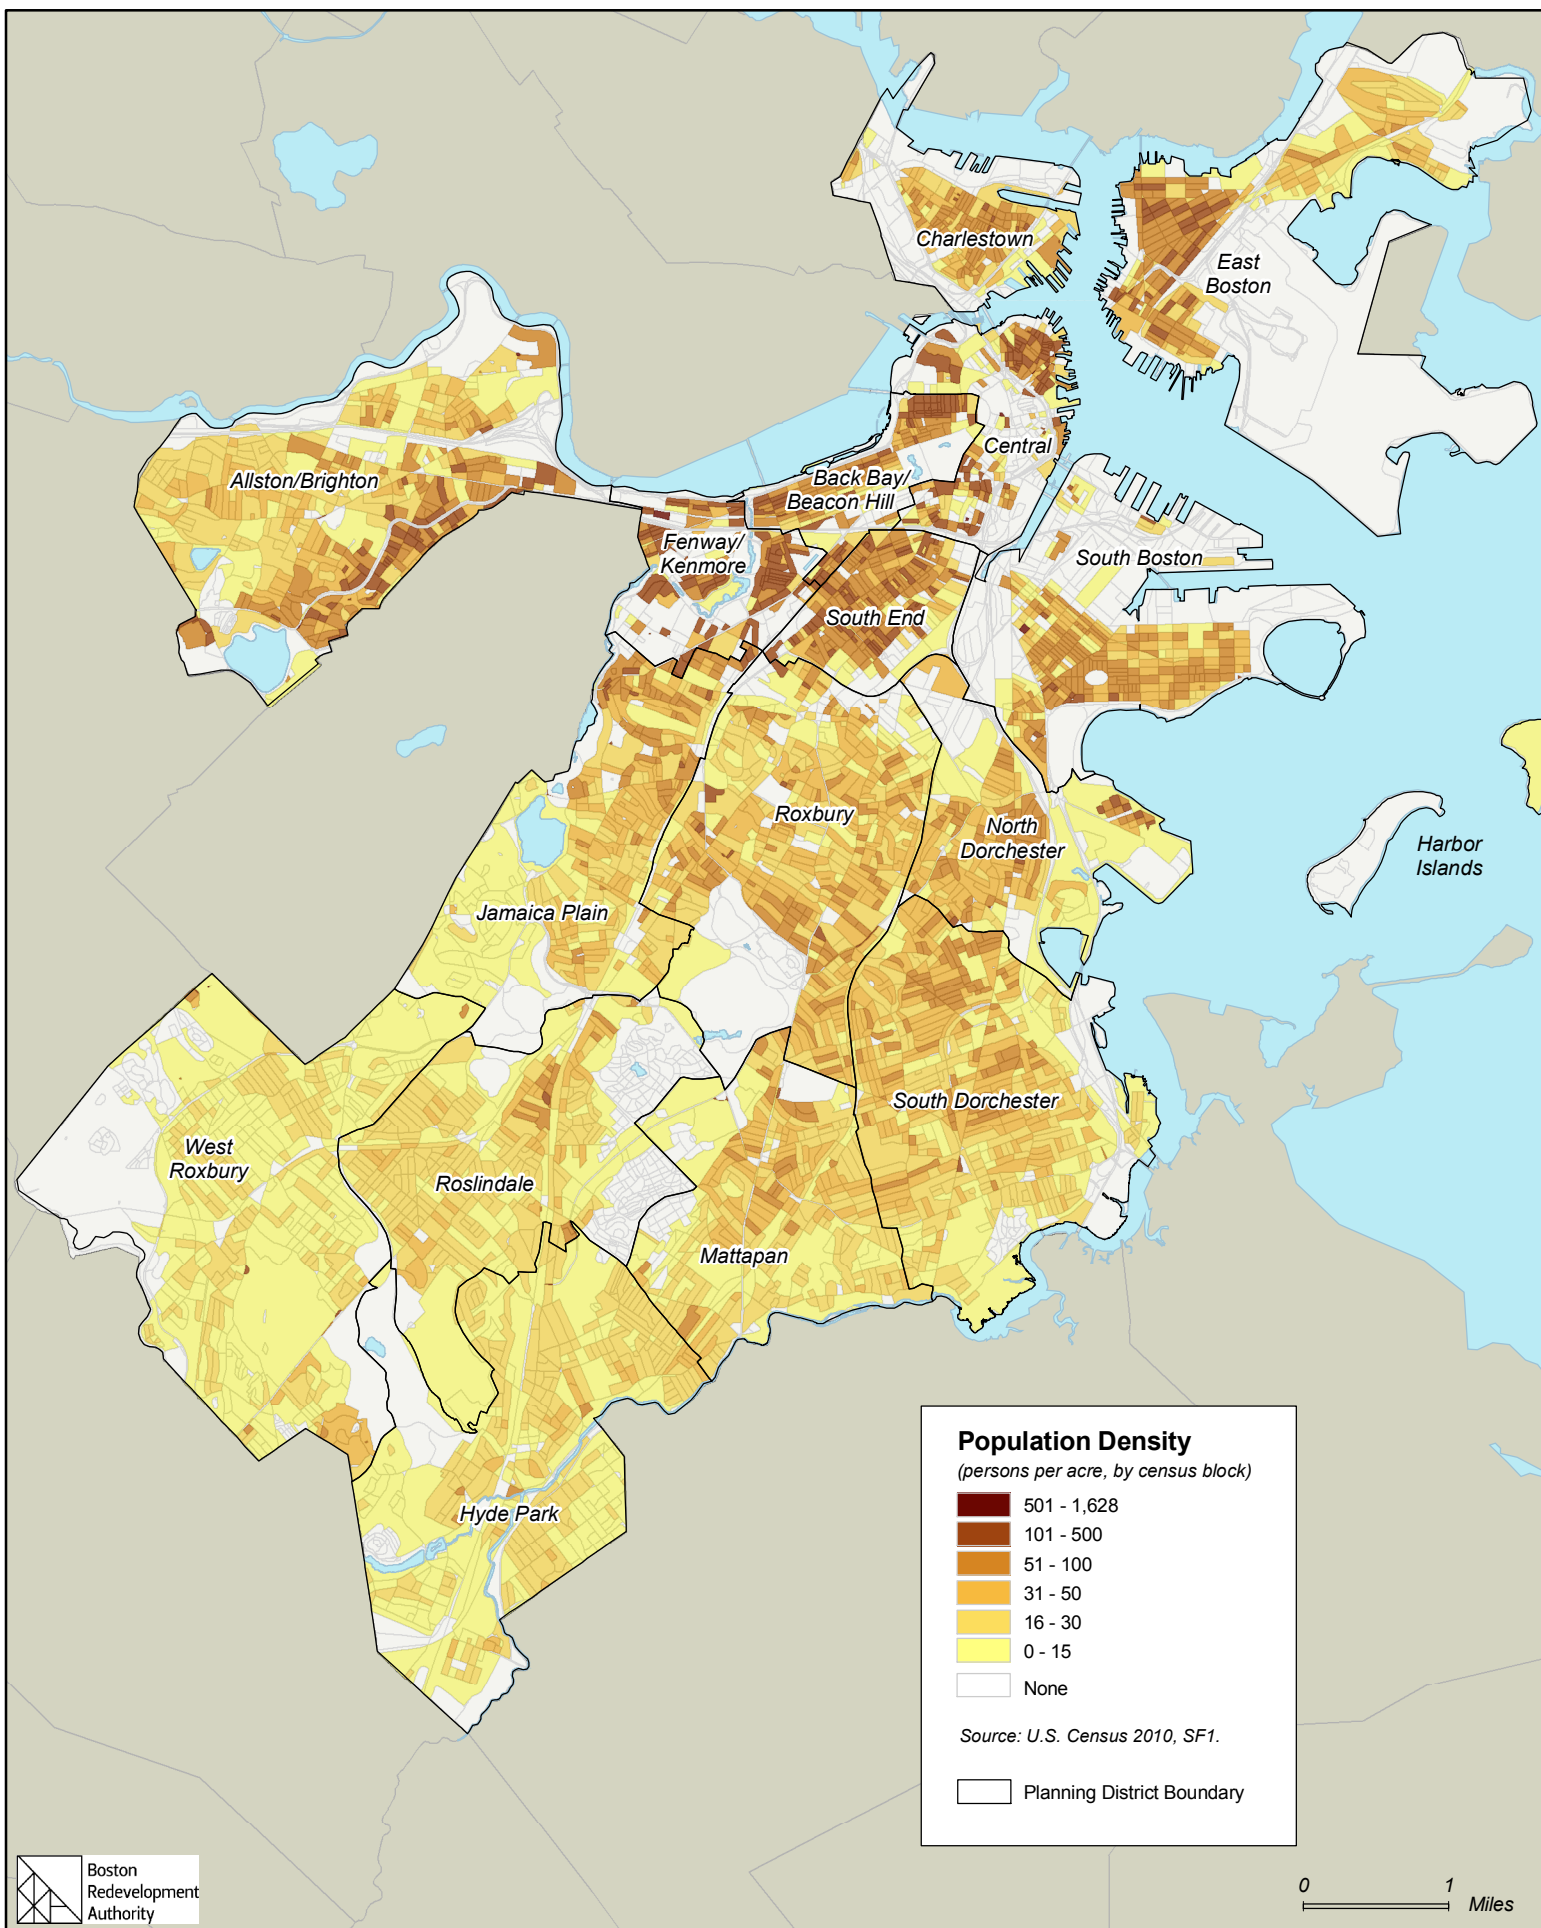 Charlestown
East
Boston
Central
Allston/Brighton
Back Bay/
Beacon Hill
Fenway/
Kenmore
South Boston
South End
Roxbury
North
Dorchester
Harbor
Islands
Jamaica Plain
South Dorchester
West
Roxbury
Roslindale
Mattapan
Hyde Park
Population Density
(persons per acre, by census block)
501 - 1,628
101 - 500
51 - 100
31 - 50
16 - 30
0 - 15
None
Source: U.S. Census 2010, SF1.
Planning District Boundary
Boston
Redevelopment
Authority
0 1
Miles